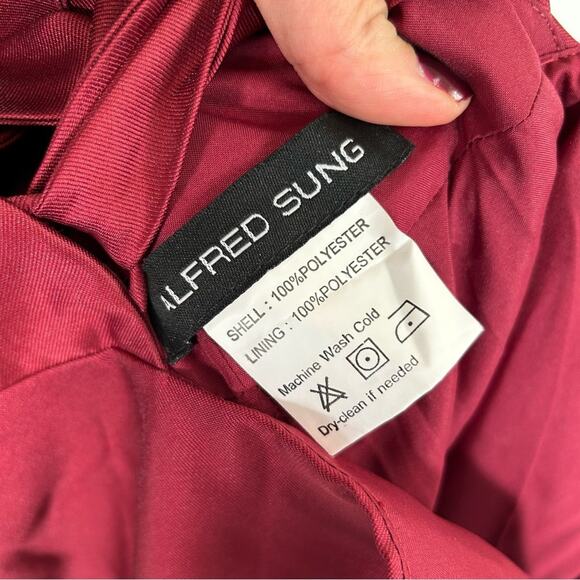 ALFRED SUNG
SHELL : 100%POLYESTER
LINING : 100%POLYESTER
Machine Wash Cold
Dry-clean if needed